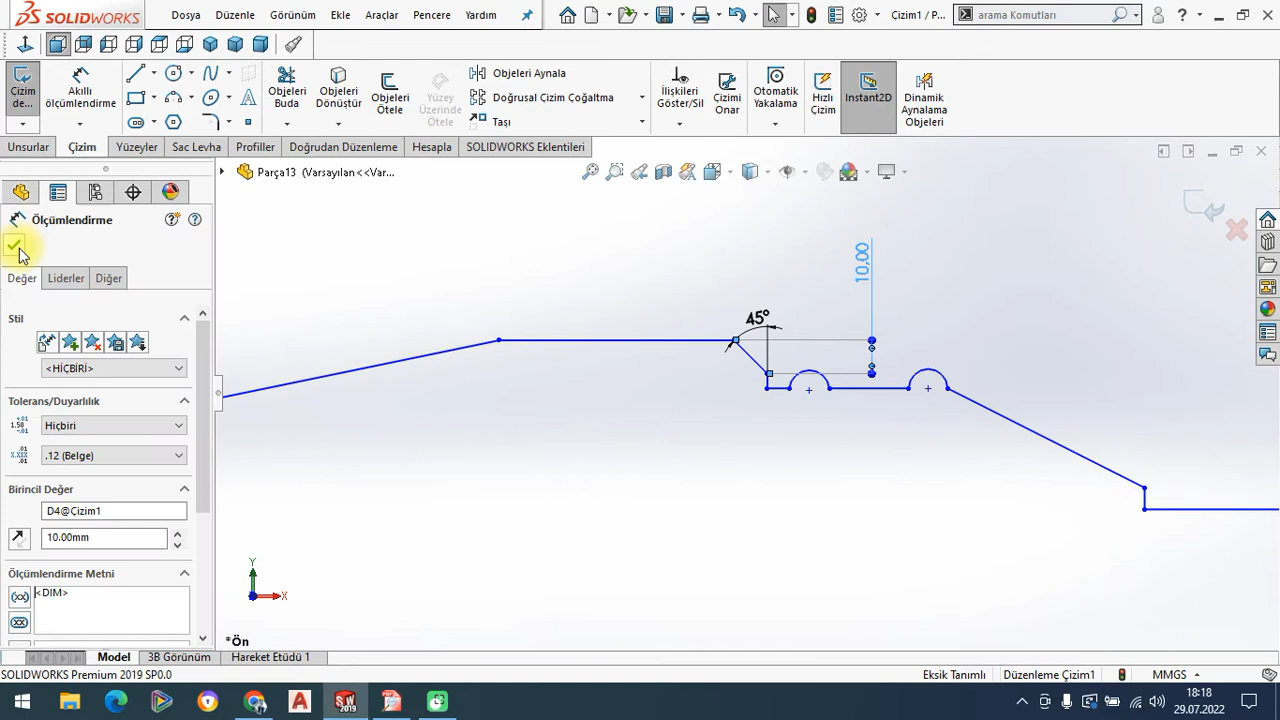 SOLIDWORKS
Dosya Düzenle Görünüm Ekle Araçlar Pencere Yardım
Çizim1 / P...
arama Komutları
?
Çizim de...
Akıllı ölçümlendirme
A
Objeleri Buda
Objeleri Dönüştür
Objeleri Ötele
Yüzey Üzerinde Ötele
Objeleri Aynala
Doğrusal Çizim Çoğaltma
Taşı
İlişkileri Göster/Sil
Çizimi Onar
Otomatik Yakalama
Hızlı Çizim
Instant2D
Dinamik Aynalama Objeleri
Unsurlar Çizim Yüzeyler Sac Levha Profiller Doğrudan Düzenleme Hesapla SOLIDWORKS Eklentileri
Parça13 (Varsayılan<<Var...
Ölçümlendirme
Değer Liderler Diğer
Stil
<HİÇBİRİ>
Tolerans/Duyarlılık
Hiçbiri
.12 (Belge)
Birincil Değer
D4@Çizim1
10.00mm
Ölçümlendirme Metni
<DIM>
10,00
45°
Y
X
*Ön
Model 3B Görünüm Hareket Etüdü 1
SOLIDWORKS Premium 2019 SP0.0
Eksik Tanımlı Düzenleme Çizim1 MMGS
18:18
29.07.2022